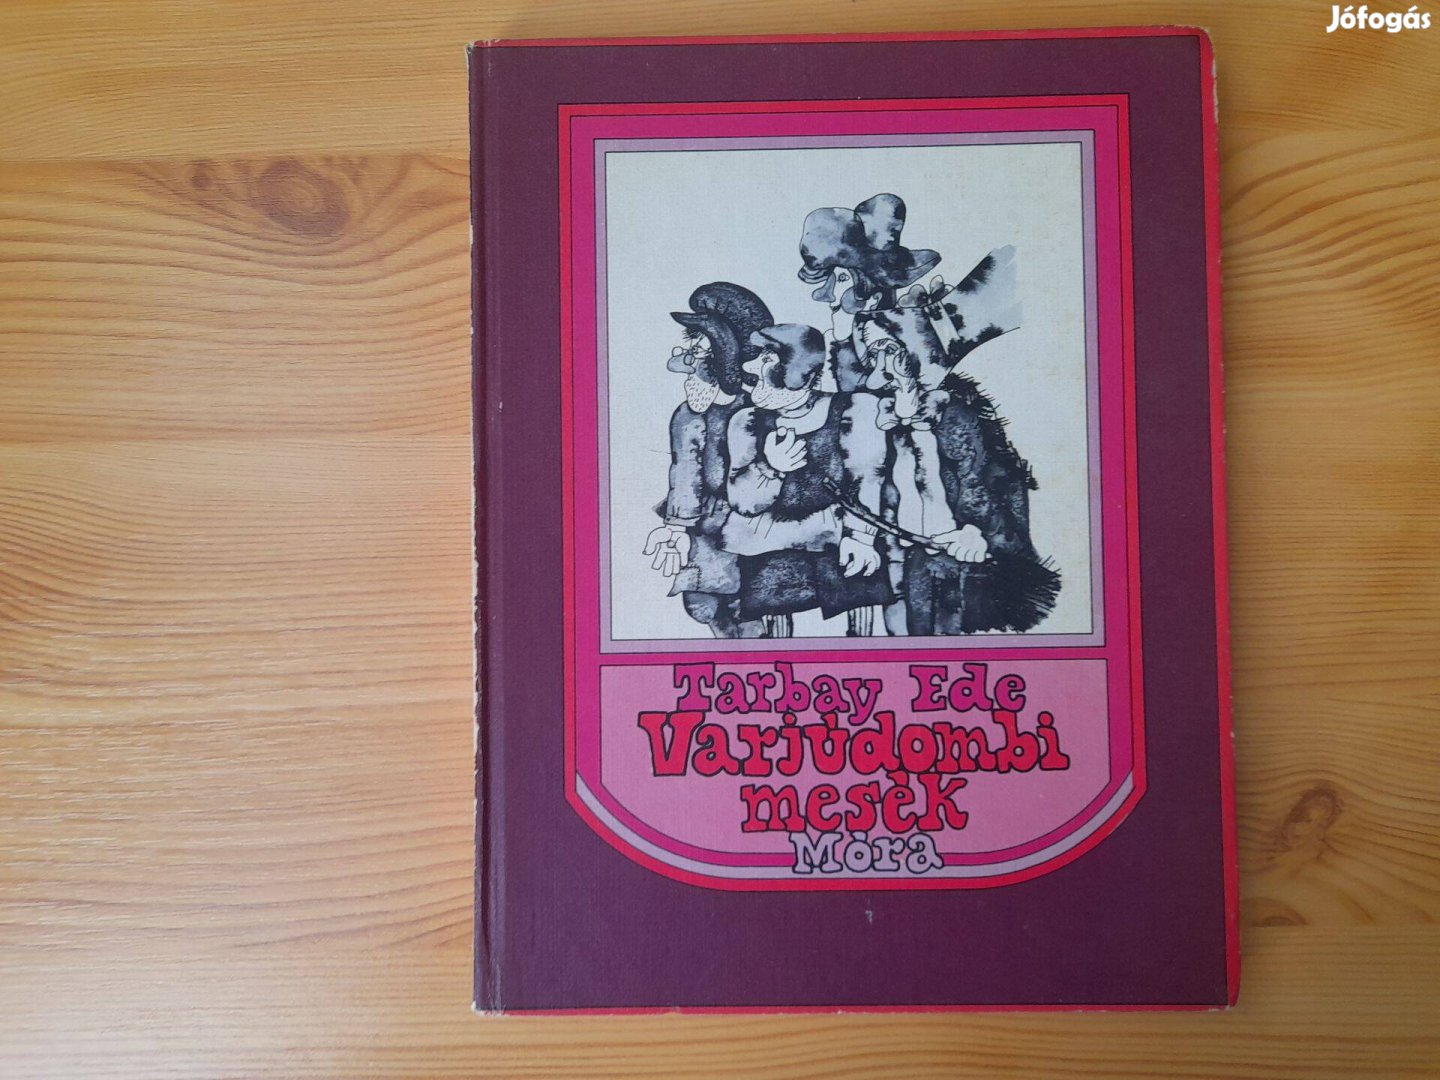 Jófogás
Tarbay Ede
Varjúdombi
mesék
Móra